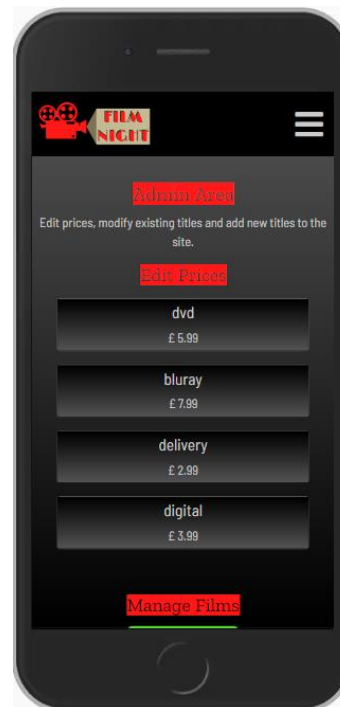 FILM
NIGHT
Admin Area
Edit prices, modify existing titles and add new titles to the
site.
Edit Prices
dvd
£ 5.99
bluray
£ 7.99
delivery
£ 2.99
digital
£ 3.99
Manage Films